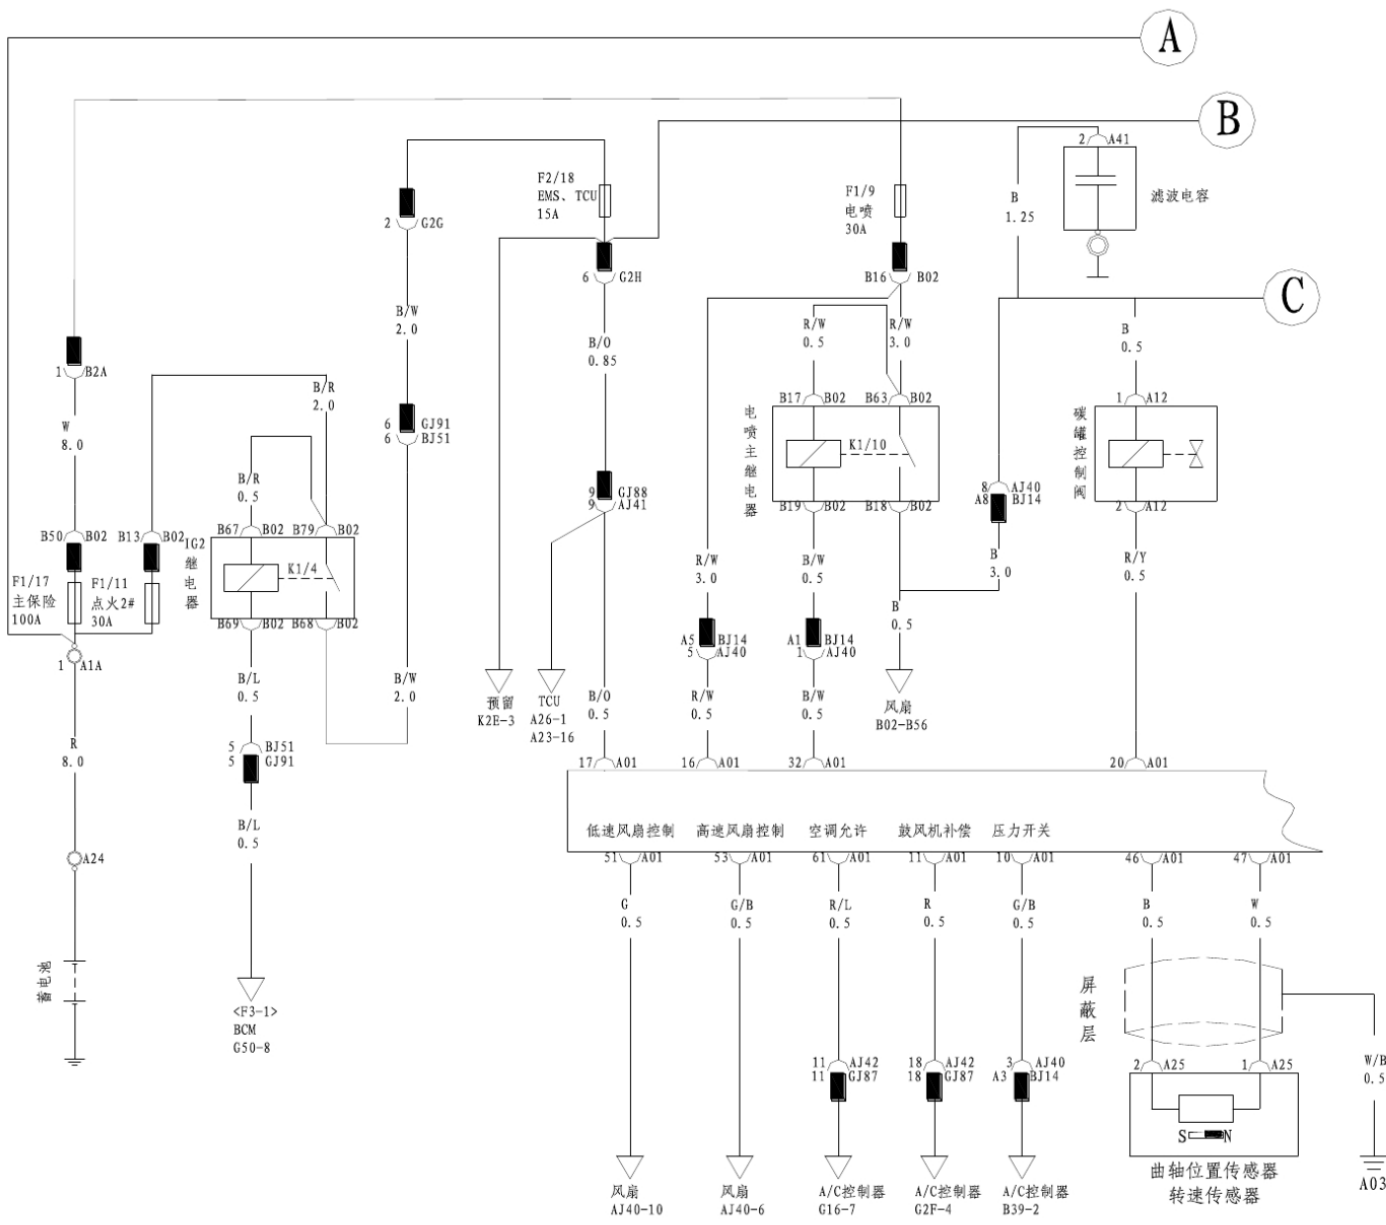 A
B
2 A41
滤波电容
B
1.25
F2/18
EMS、TCU
15A
F1/9
电喷
30A
2 G2G
6 G2H
B16 B02
C
B/W
2.0
B/O
0.85
R/W
0.5
R/W
3.0
B
0.5
1 B2A
B/R
2.0
W
8.0
6 GJ91
6 BJ51
B17 B02
B63 B02
1 A12
电喷主继电器
K1/10
碳罐控制阀
B/R
0.5
9 GJ88
9 AJ41
B19 B02
B18 B02
8 AJ40
A8 BJ14
2 A12
B50 B02
B13 B02
B67 B02
B79 B02
IG2
继电器
K1/4
F1/17
主保险
100A
F1/11
点火2#
30A
R/W
3.0
B/W
0.5
B
3.0
R/Y
0.5
B69 B02
B68 B02
B
0.5
A5 BJ14
5 AJ40
A1 BJ14
1 AJ40
1 A1A
B/L
0.5
B/W
2.0
预留
K2E-3
TCU
A26-1
A23-16
B/O
0.5
R/W
0.5
B/W
0.5
风扇
B02-B56
R
8.0
5 BJ51
5 GJ91
17 A01
16 A01
32 A01
20 A01
B/L
0.5
低速风扇控制
高速风扇控制
空调允许
鼓风机补偿
压力开关
A24
51 A01
53 A01
61 A01
11 A01
10 A01
46 A01
47 A01
G
0.5
G/B
0.5
R/L
0.5
R
0.5
G/B
0.5
B
0.5
W
0.5
蓄电池
屏蔽层
<F3-1>
BCM
G50-8
11 AJ42
11 GJ87
18 AJ42
18 GJ87
3 AJ40
A3 BJ14
2 A25
1 A25
W/B
0.5
S N
曲轴位置传感器
转速传感器
A03
风扇
AJ40-10
风扇
AJ40-6
A/C控制器
G16-7
A/C控制器
G2F-4
A/C控制器
B39-2